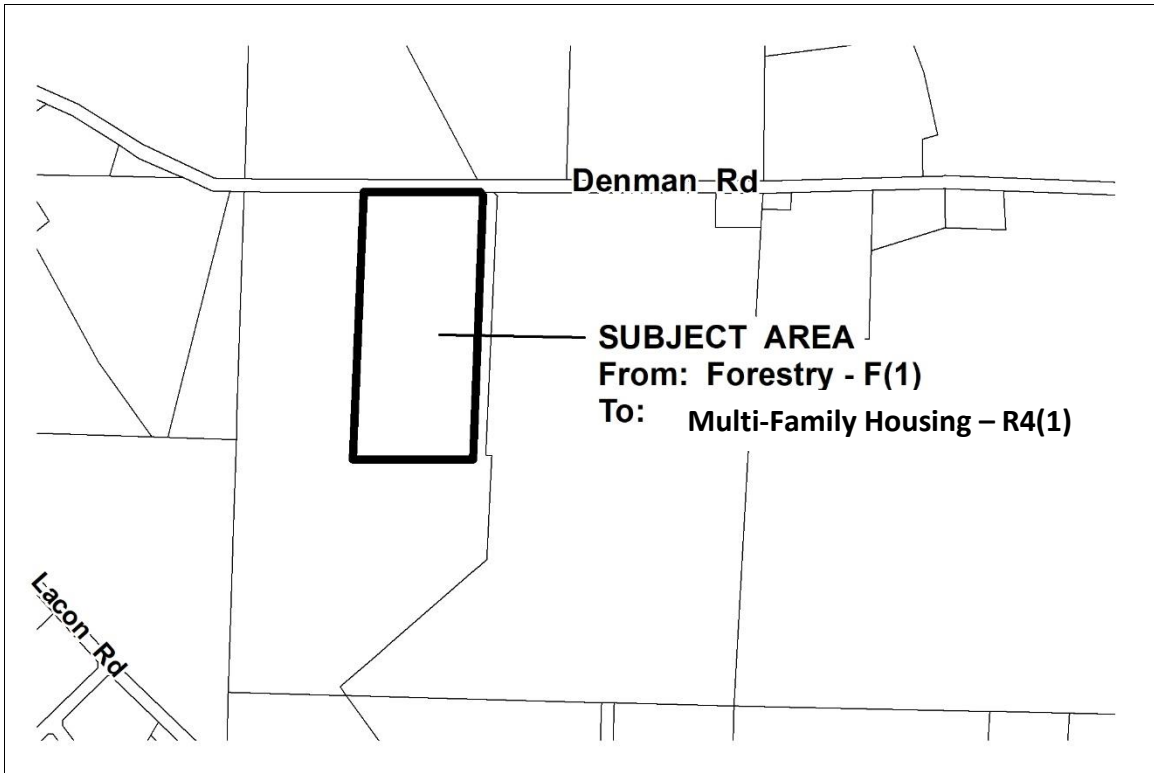 Denman Rd
SUBJECT AREA
From: Forestry - F(1)
To: Multi-Family Housing – R4(1)
Lacon Rd